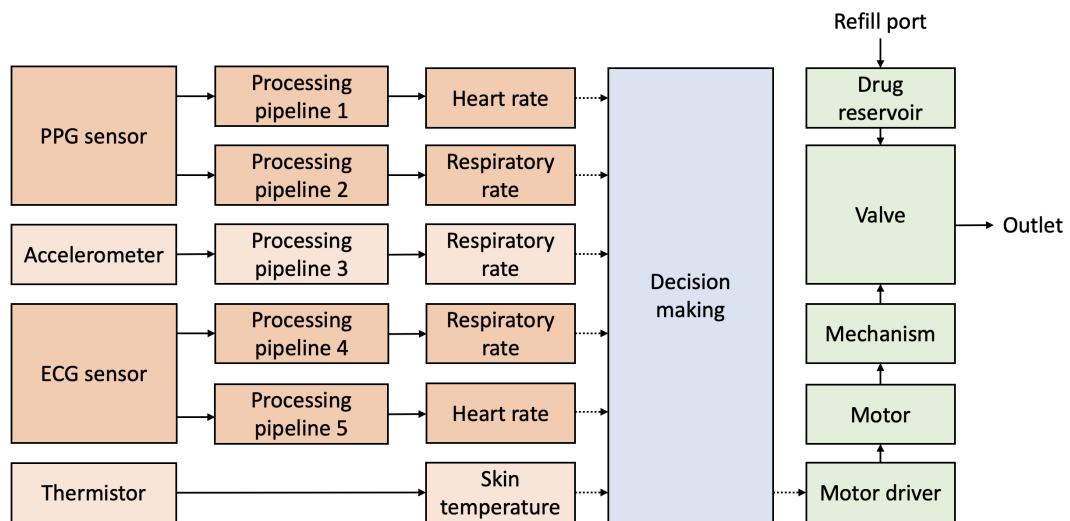 Refill port
PPG sensor
Processing
pipeline 1
Heart rate
Processing
pipeline 2
Respiratory
rate
Accelerometer
Processing
pipeline 3
Respiratory
rate
ECG sensor
Processing
pipeline 4
Respiratory
rate
Processing
pipeline 5
Heart rate
Thermistor
Skin
temperature
Decision
making
Drug
reservoir
Valve
Outlet
Mechanism
Motor
Motor driver